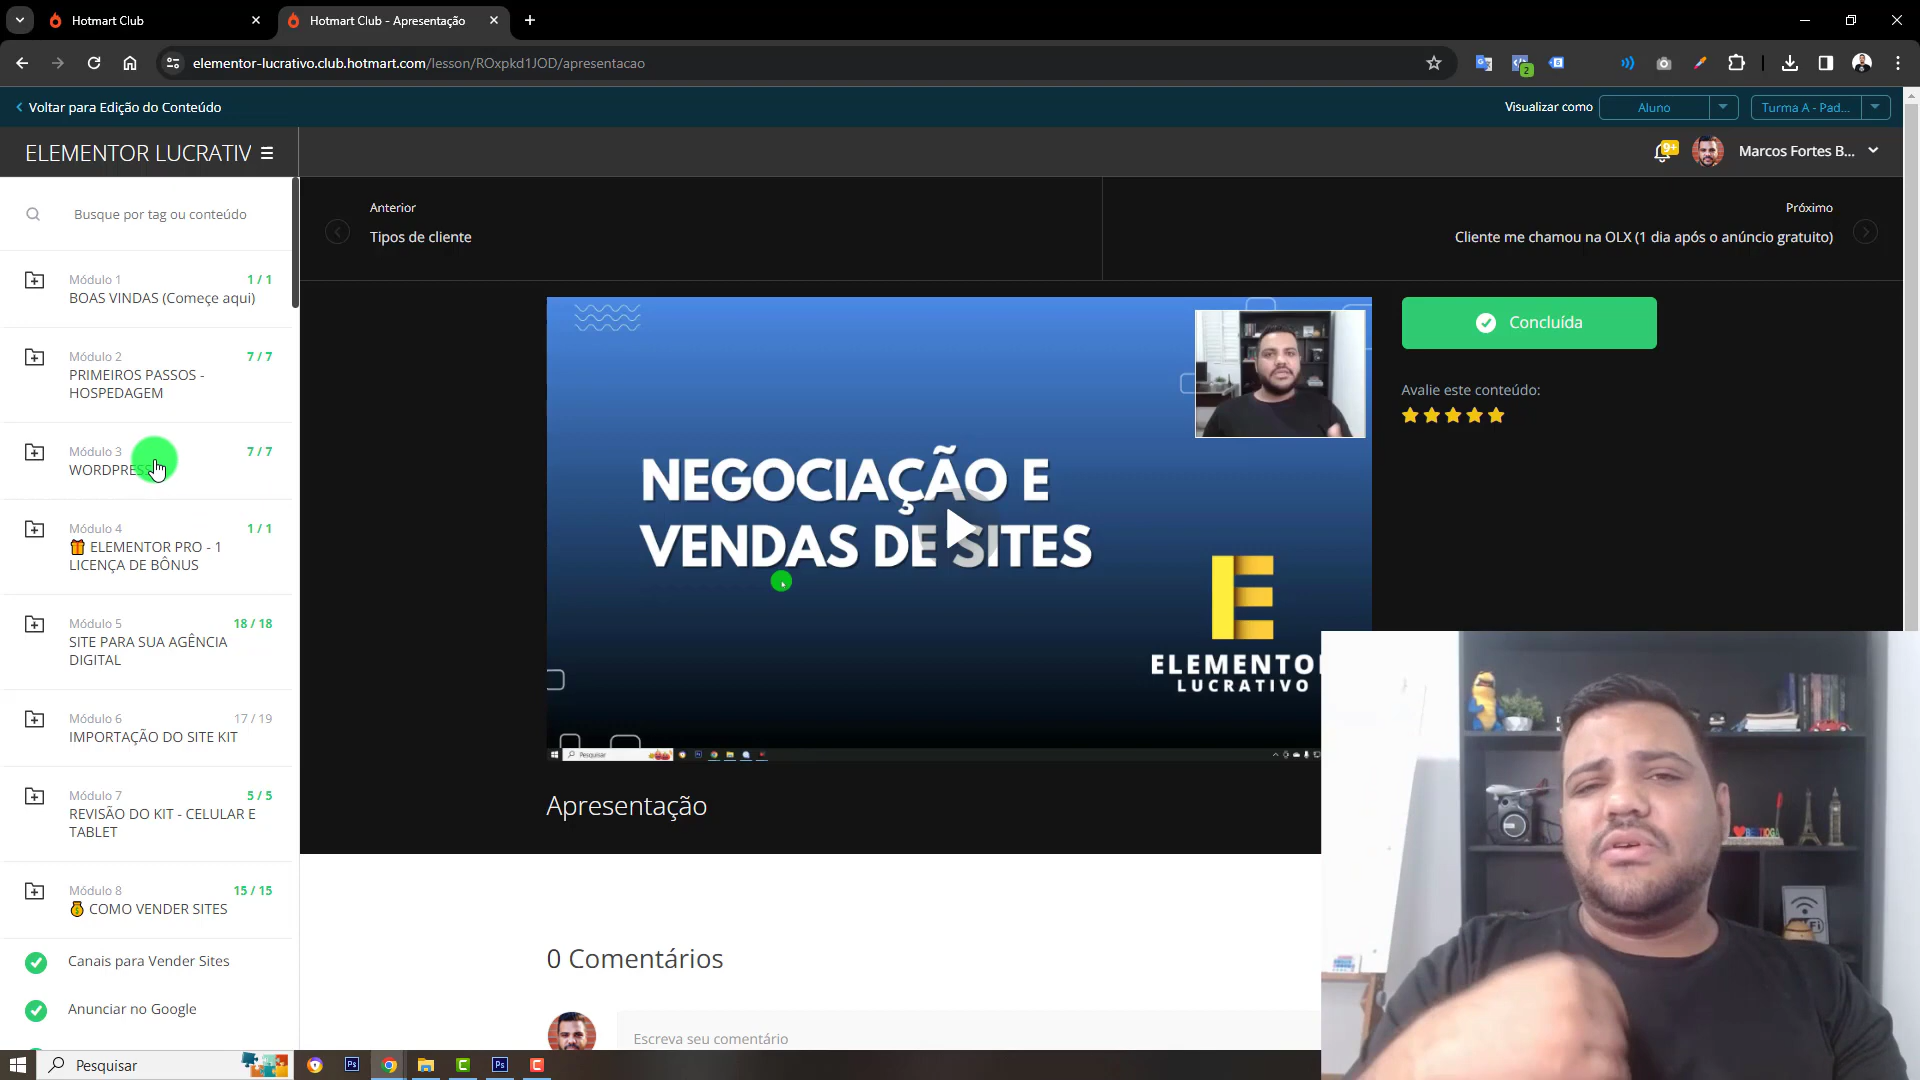 Hotmart Club
Hotmart Club - Apresentação
elementor-lucrativo.club.hotmart.com/lesson/ROxpkd1JOD/apresentacao
2
Voltar para Edição do Conteúdo
Visualizar como
Aluno
Turma A - Pad...
ELEMENTOR LUCRATIV
9+
Marcos Fortes B...
Busque por tag ou conteúdo
Anterior
Tipos de cliente
Próximo
Cliente me chamou na OLX (1 dia após o anúncio gratuito)
Módulo 1
1 / 1
BOAS VINDAS (Começe aqui)
Módulo 2
7 / 7
PRIMEIROS PASSOS -
HOSPEDAGEM
Módulo 3
7 / 7
WORDPRESS
Módulo 4
1 / 1
ELEMENTOR PRO - 1
LICENÇA DE BÔNUS
Módulo 5
18 / 18
SITE PARA SUA AGÊNCIA
DIGITAL
Módulo 6
17 / 19
IMPORTAÇÃO DO SITE KIT
Módulo 7
5 / 5
REVISÃO DO KIT - CELULAR E
TABLET
Módulo 8
15 / 15
COMO VENDER SITES
Canais para Vender Sites
Anunciar no Google
NEGOCIAÇÃO E
VENDAS DE SITES
ELEMENTO
LUCRATIVO
Pesquisar
Concluída
Avalie este conteúdo:
Apresentação
0 Comentários
Escreva seu comentário
Pesquisar
Ps
Ps